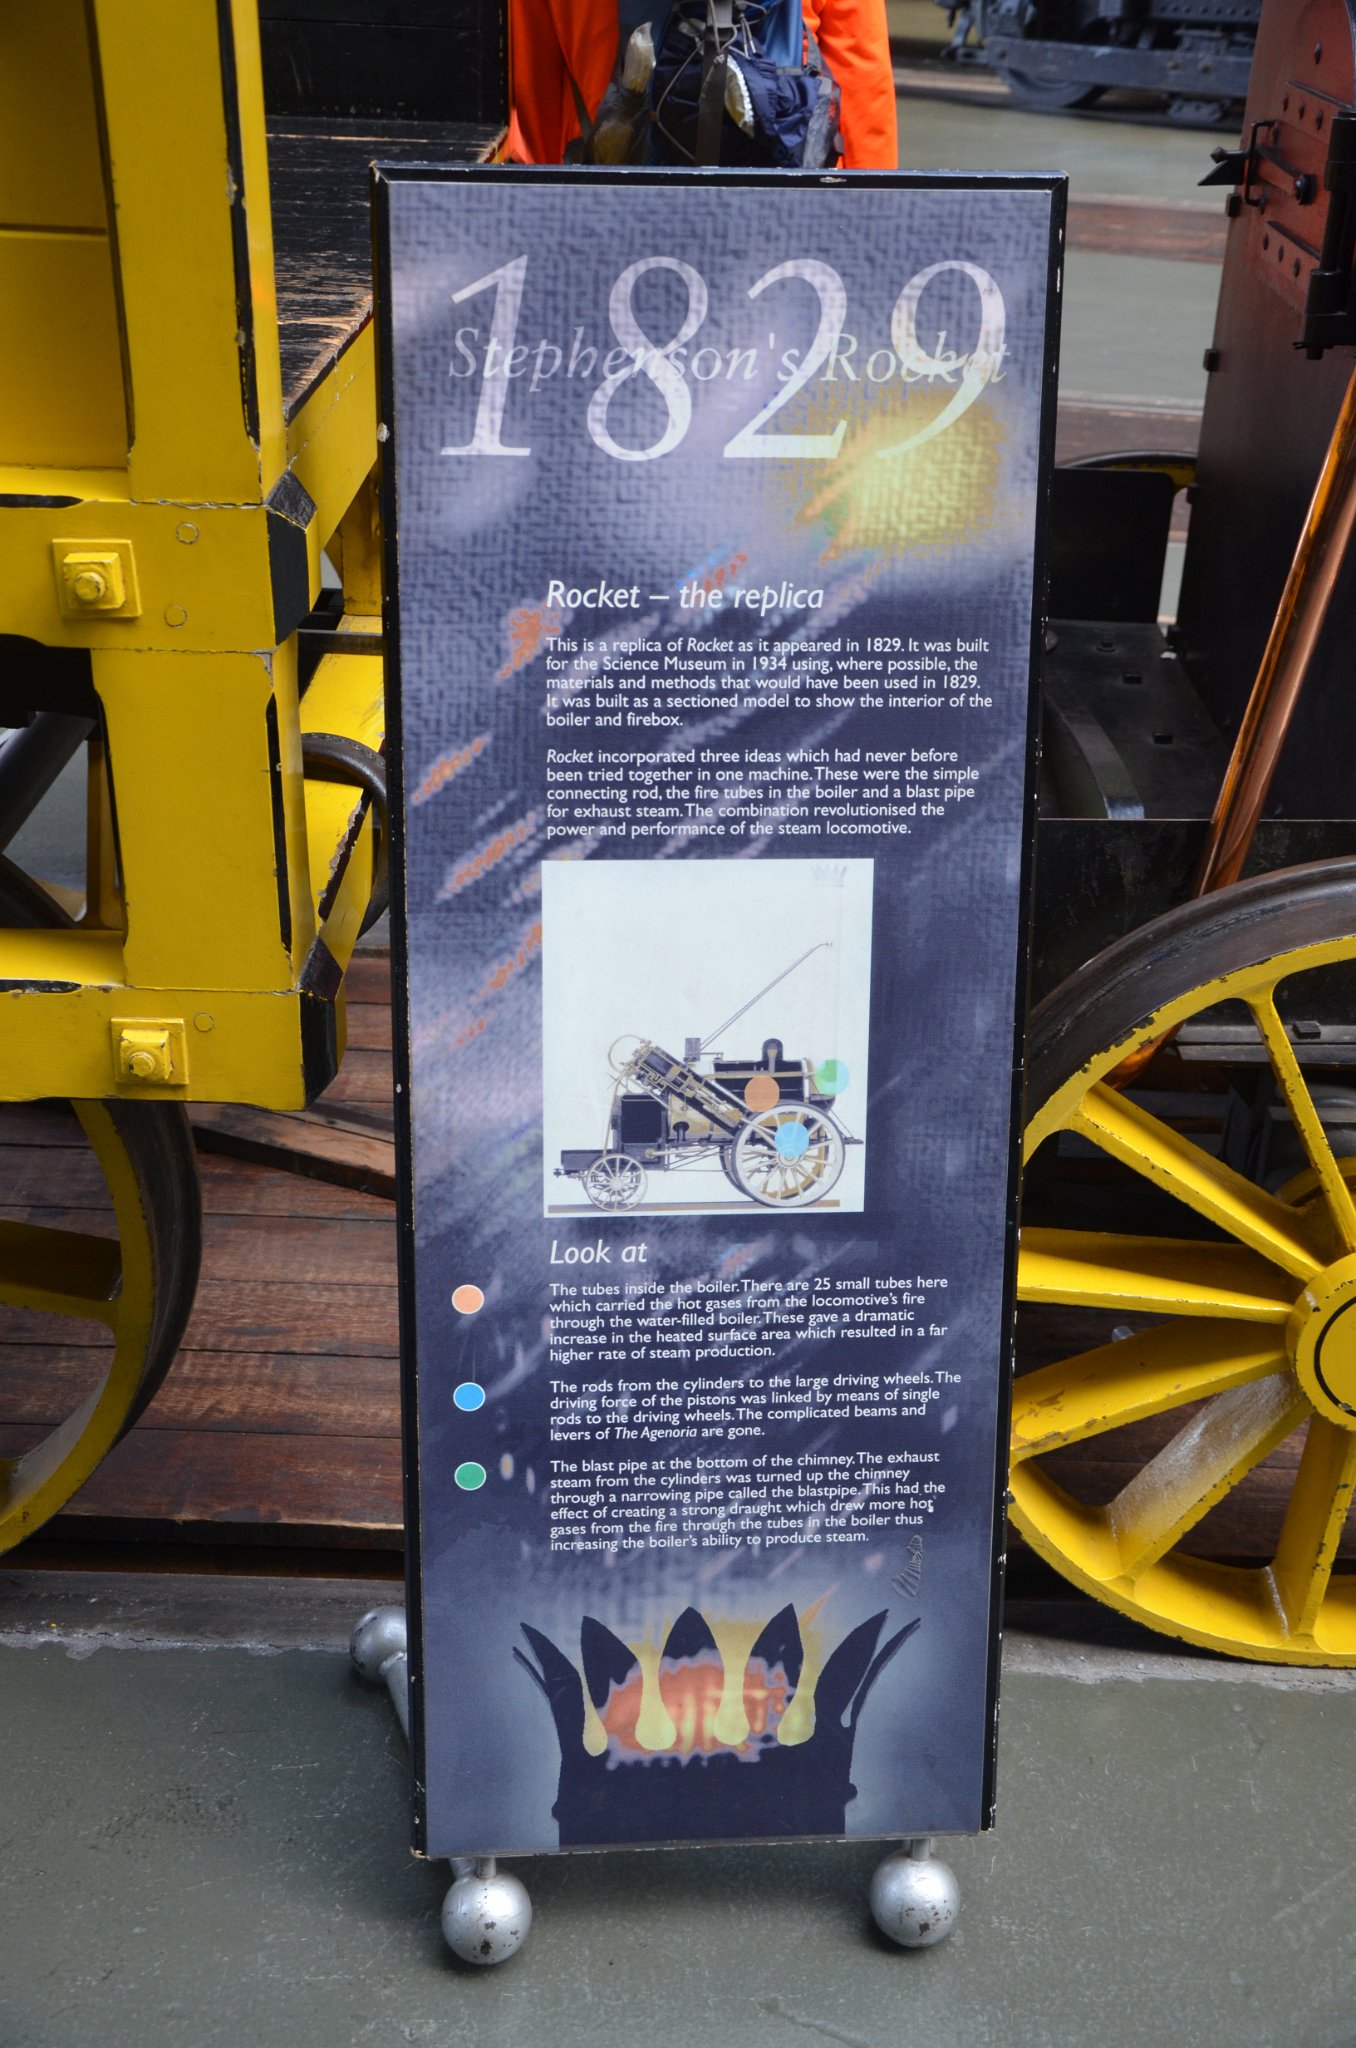 1829
Stephenson's Rocket
Rocket – the replica
This is a replica of Rocket as it appeared in 1829. It was built
for the Science Museum in 1934 using, where possible, the
materials and methods that would have been used in 1829.
It was built as a sectioned model to show the interior of the
boiler and firebox.
Rocket incorporated three ideas which had never before
been tried together in one machine. These were the simple
connecting rod, the fire tubes in the boiler and a blast pipe
for exhaust steam. The combination revolutionised the
power and performance of the steam locomotive.
Look at
The tubes inside the boiler. There are 25 small tubes here
which carried the hot gases from the locomotive's fire
through the water-filled boiler. These gave a dramatic
increase in the heated surface area which resulted in a far
higher rate of steam production.
The rods from the cylinders to the large driving wheels. The
driving force of the pistons was linked by means of single
rods to the driving wheels. The complicated beams and
levers of The Agenoria are gone.
The blast pipe at the bottom of the chimney. The exhaust
steam from the cylinders was turned up the chimney
through a narrowing pipe called the blastpipe. This had the
effect of creating a strong draught which drew more hot
gases from the fire through the tubes in the boiler thus
increasing the boiler's ability to produce steam.